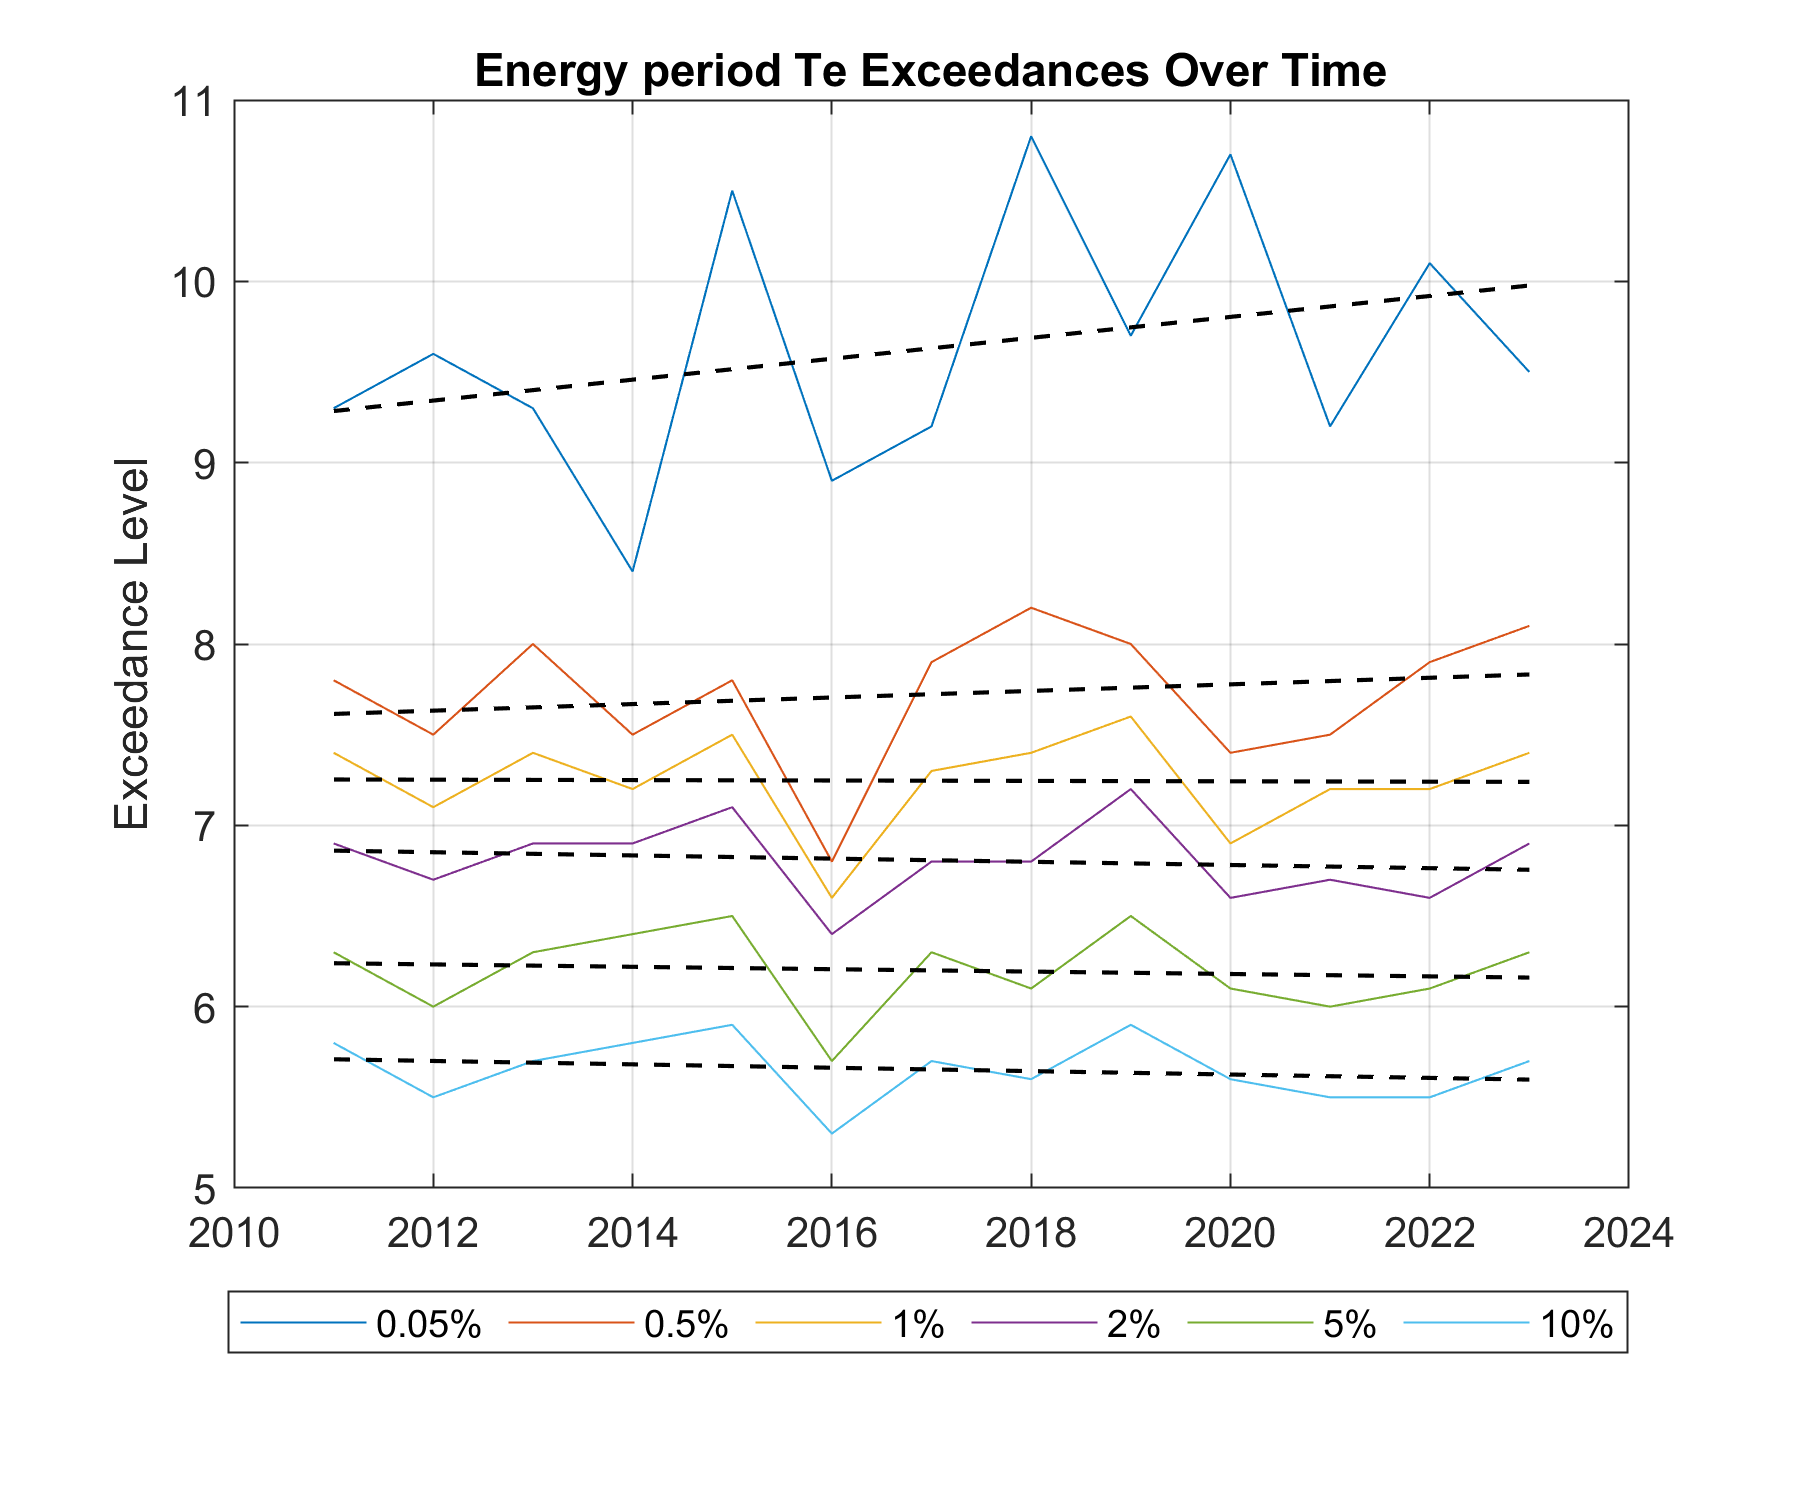 Energy period Te Exceedances Over Time
11
10
9
8
7
6
5
Exceedance Level
2010 2012 2014 2016 2018 2020 2022 2024
0.05% 0.5% 1% 2% 5% 10%